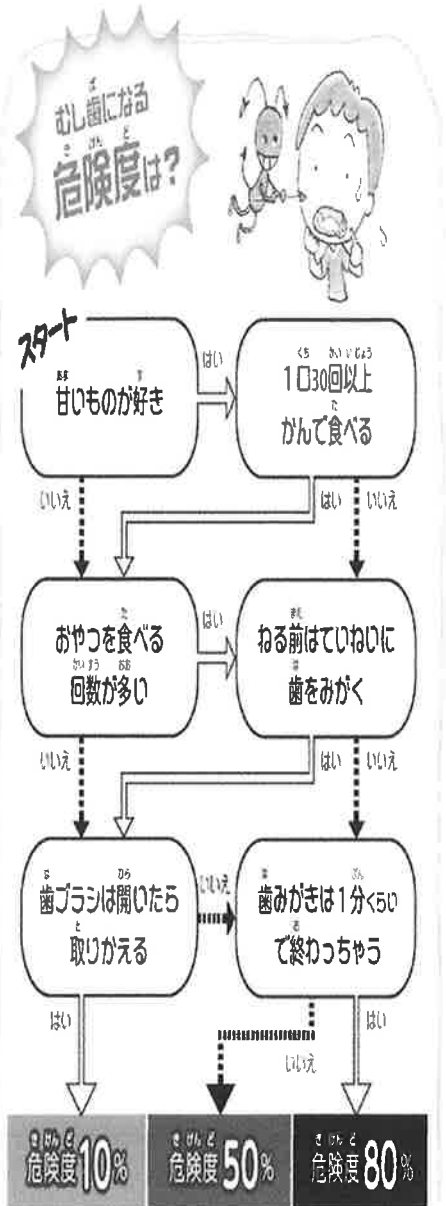 むし歯になる
危険度は？
スタート
甘いものが好き
はい
1口30回以上
かんで食べる
いいえ
はい
いいえ
おやつを食べる
回数が多い
はい
ねる前はていねいに
歯をみがく
いいえ
はい
いいえ
歯ブラシは開いたら
取りかえる
いいえ
歯みがきは1分くらい
で終わっちゃう
はい
いいえ
はい
危険度10%
危険度50%
危険度80%